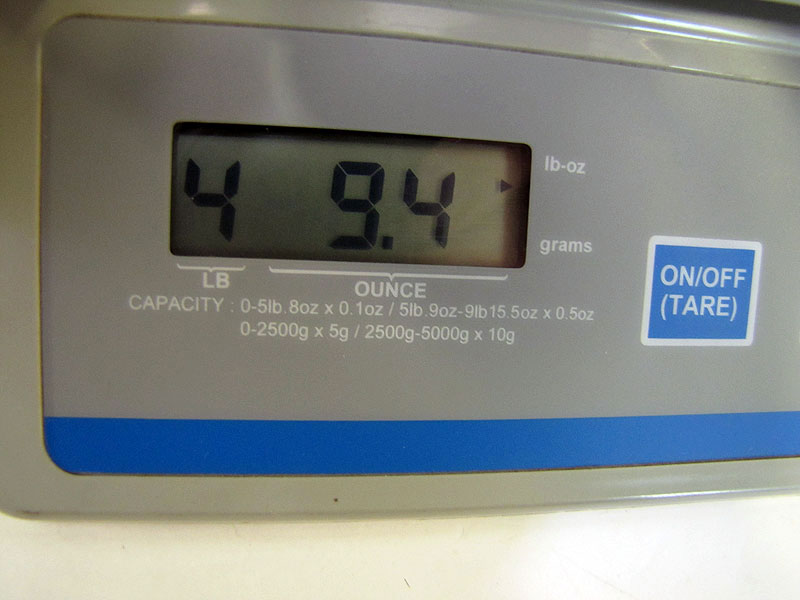 4 9.4
lb-oz
grams
LB
OUNCE
CAPACITY : 0-5lb.8oz x 0.1oz / 5lb.9oz-9lb15.5oz x 0.5oz
0-2500g x 5g / 2500g-5000g x 10g
ON/OFF
(TARE)